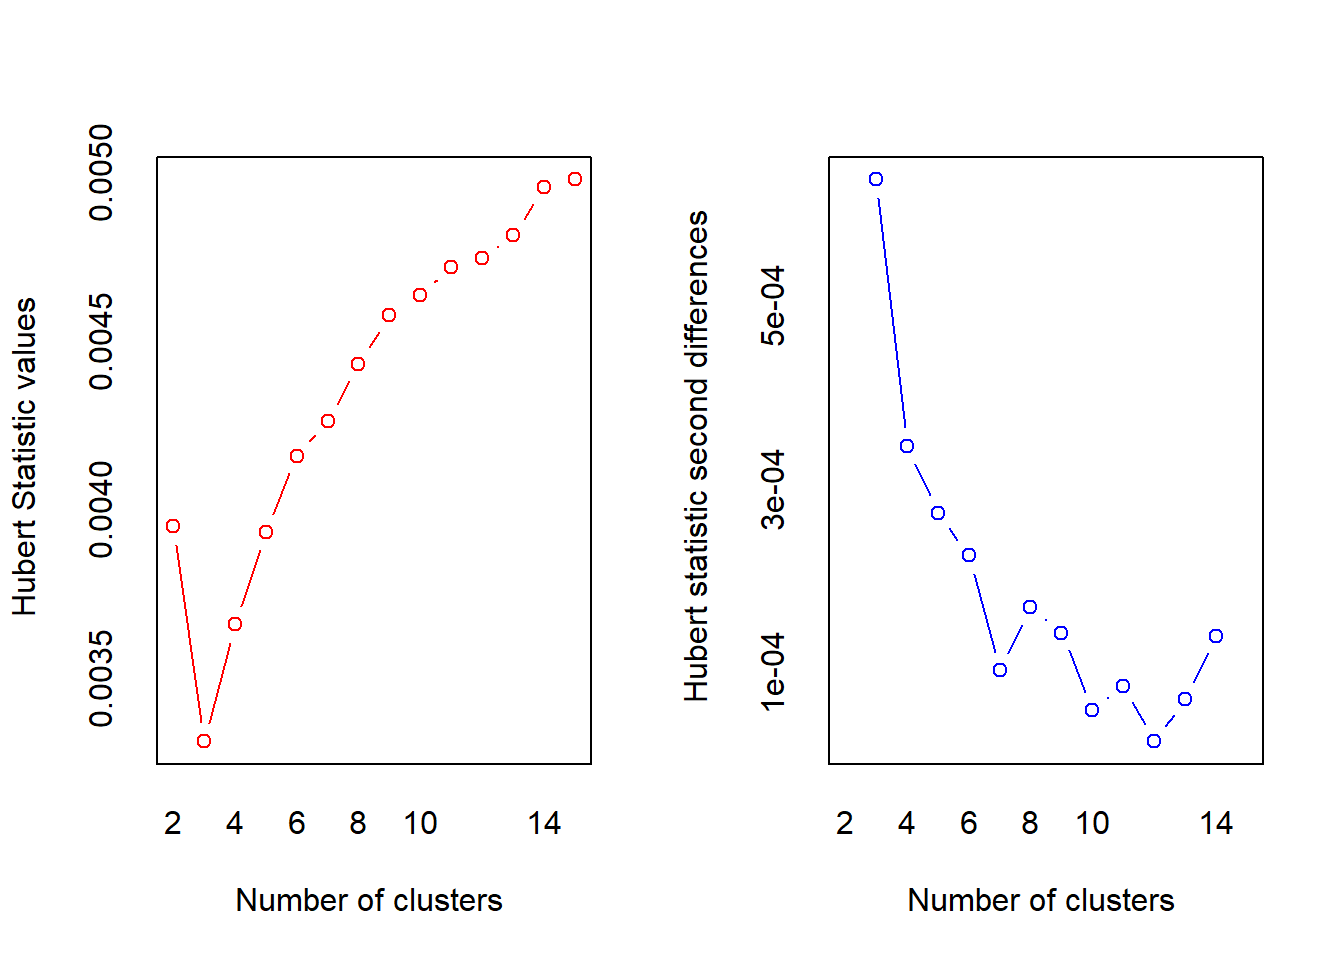 Hubert Statistic values
0.0050
0.0045
0.0040
0.0035
2 4 6 8 10 14
Number of clusters
Hubert statistic second differences
5e-04
3e-04
1e-04
2 4 6 8 10 14
Number of clusters